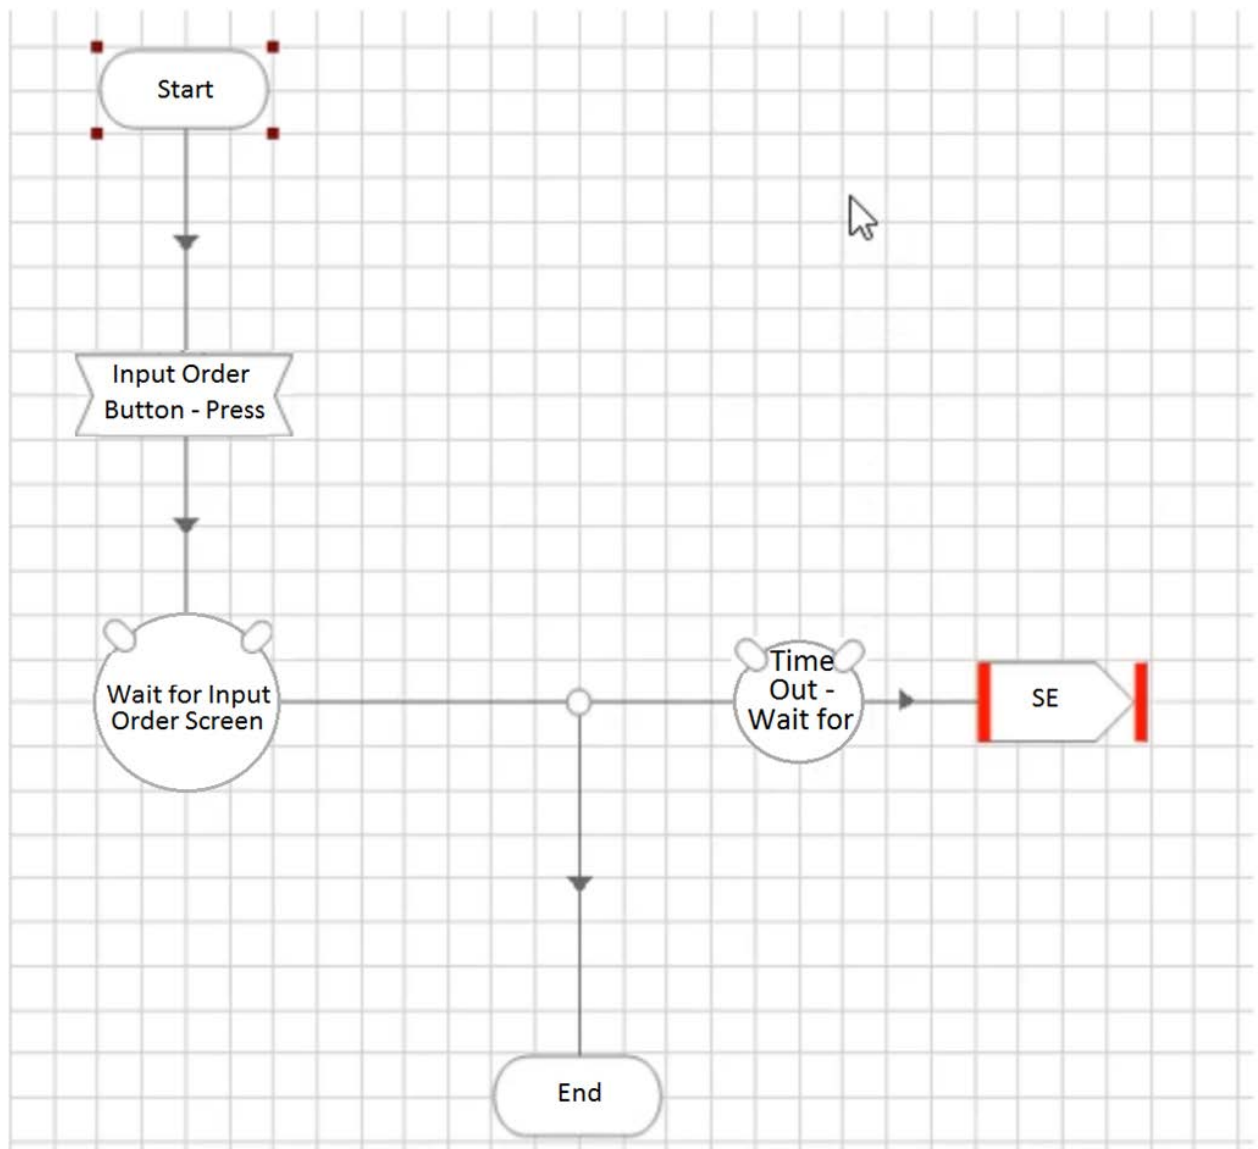 Start
Input Order
Button - Press
Wait for Input
Order Screen
Time
Out -
Wait for
SE
End